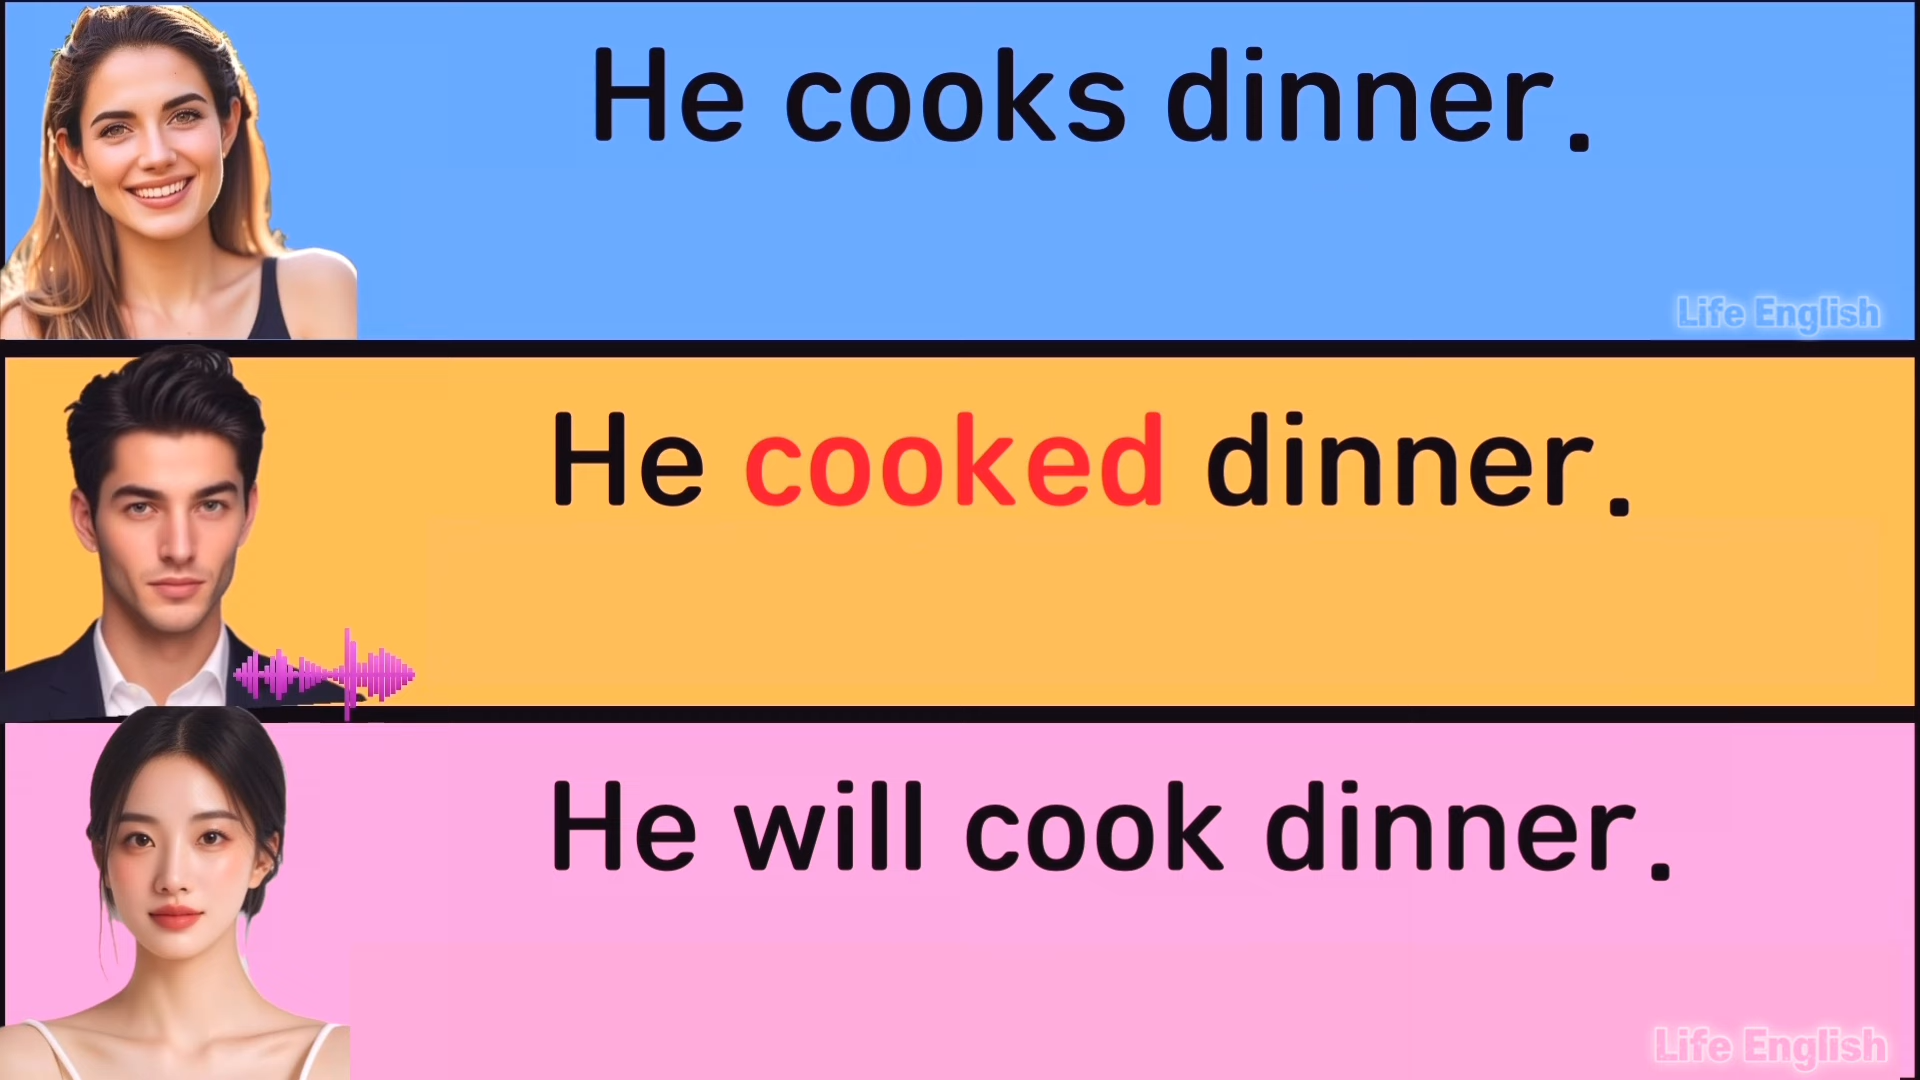 He cooks dinner.
Life English
He cooked dinner.
He will cook dinner.
Life English